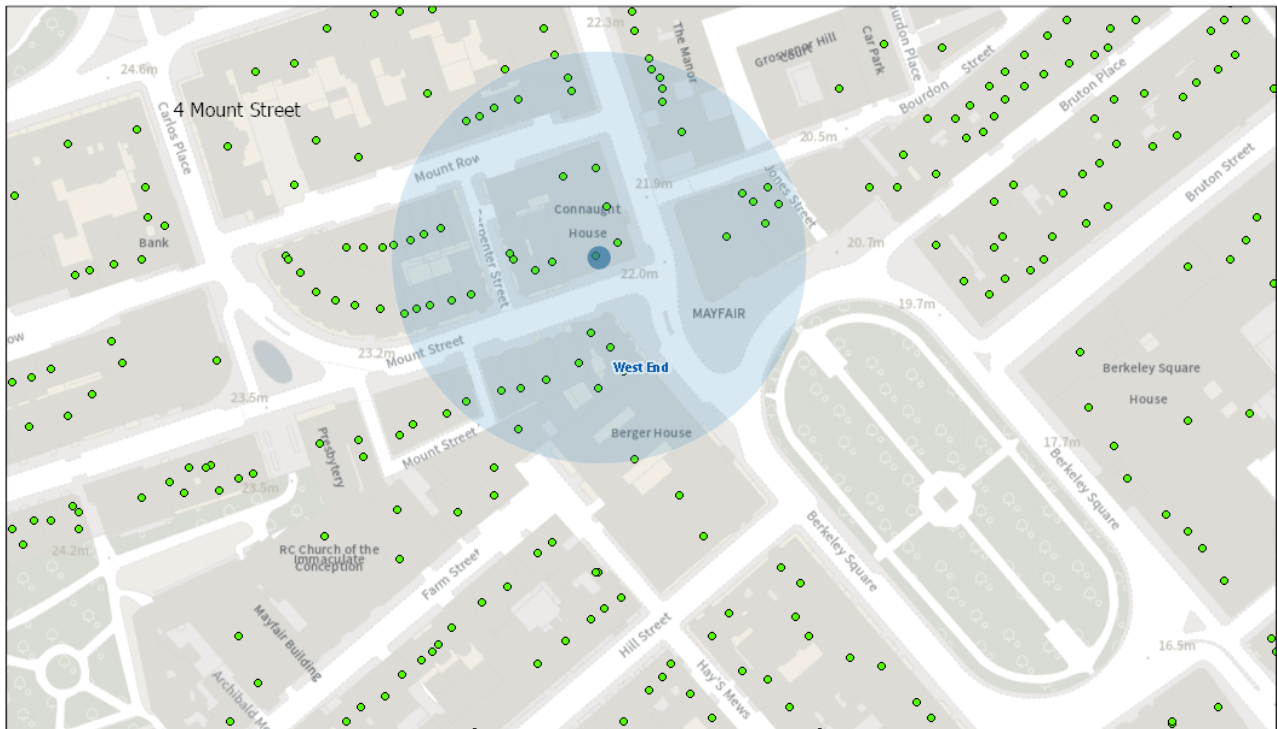 22.3m
The Manor
Grosvenor Hill
Court
Car Park
ourdon Place
Bourdon Street
Bruton Place
24.6m
4 Mount Street
Carlos Place
20.5m
Bruton Street
Mount Row
21.9m
Jones Street
Connaught
House
Bank
Carpenter Street
20.7m
22.0m
19.7m
MAYFAIR
ow
23.2m
Mount Street
West End
Berkeley Square
House
23.5m
Presbytery
Mount Street
Berger House
17.7m
Berkeley Square
23.5m
24.2m
RC Church of the
Immaculate
Conception
Farm Street
Berkeley Square
Mayfair Building
Hill Street
16.5m
Archibald Me
Hay'S Mews